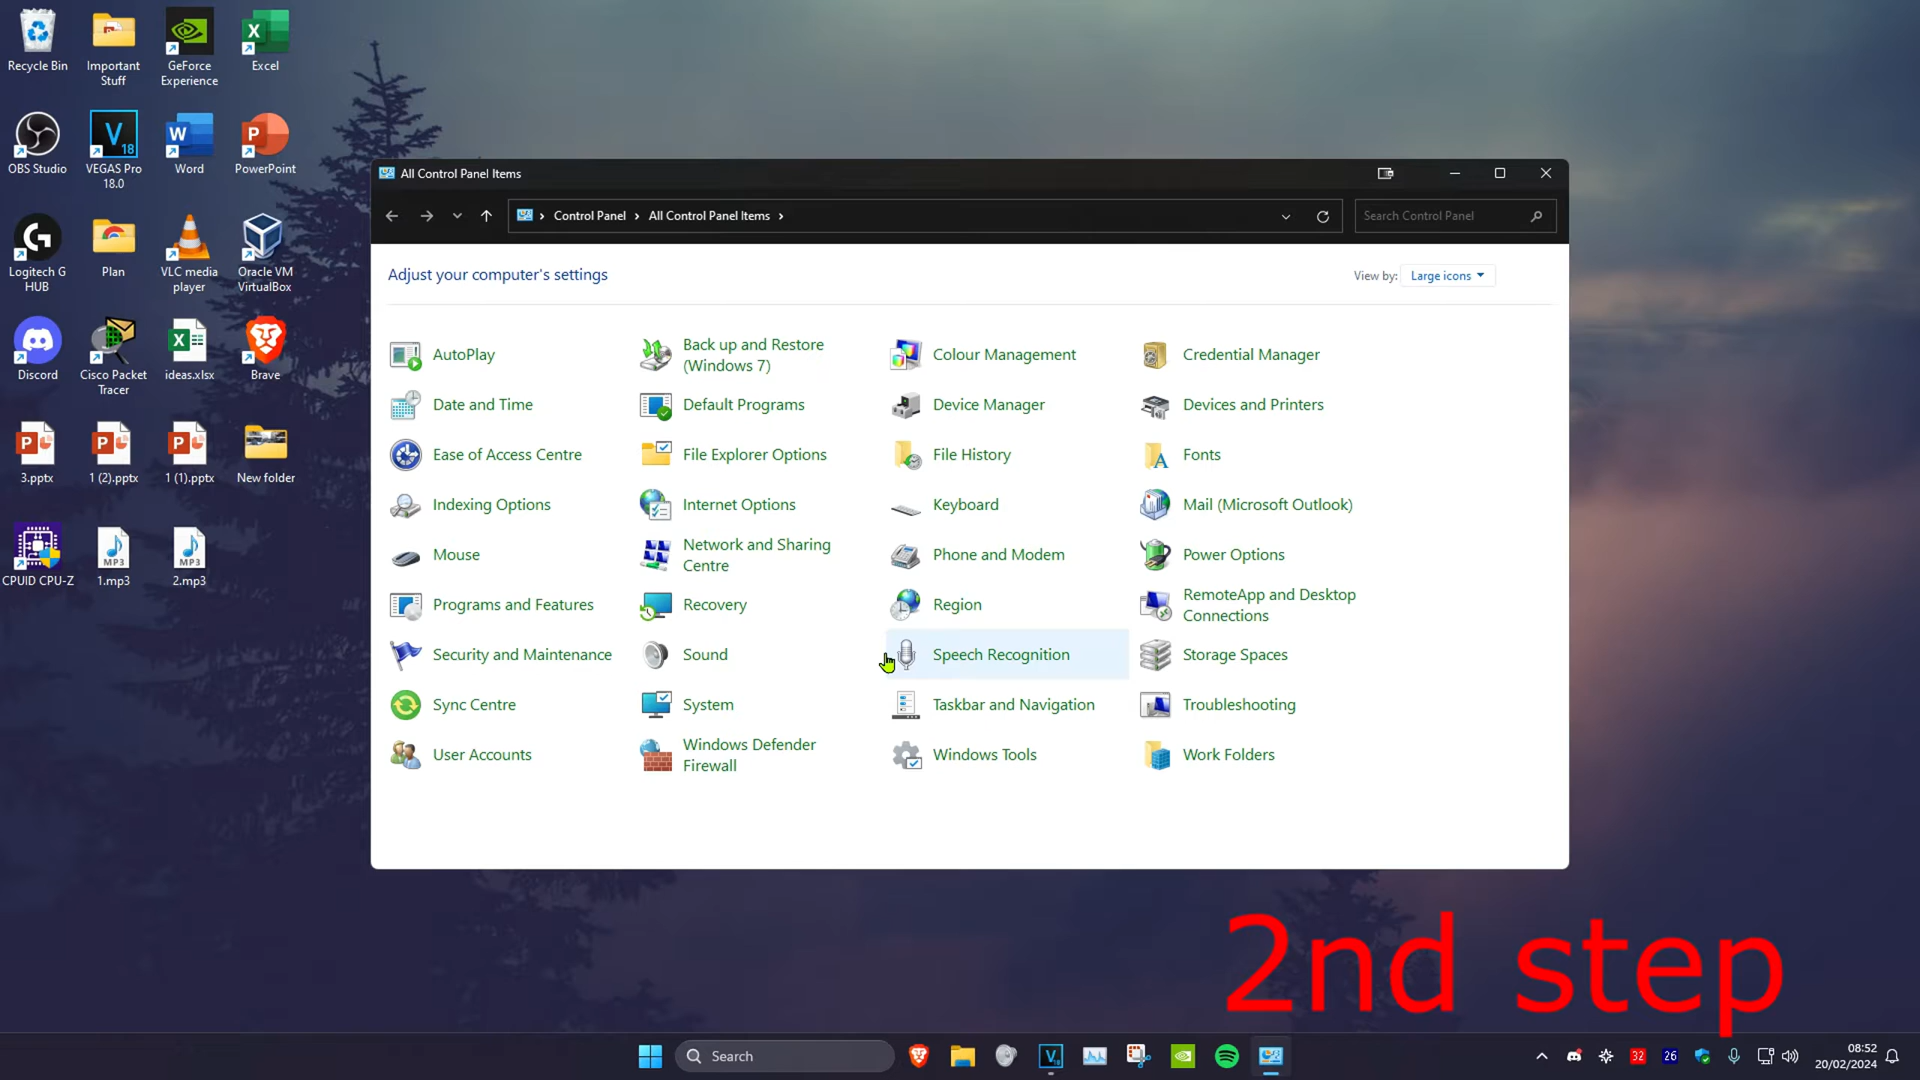 Recycle Bin
Important
Stuff
GeForce
Experience
Excel
OBS Studio
VEGAS Pro
18.0
Word
PowerPoint
Logitech G
HUB
Plan
VLC media
player
Oracle VM
VirtualBox
Discord
Cisco Packet
Tracer
ideas.xlsx
Brave
3.pptx
1 (2).pptx
1 (1).pptx
New folder
CPUID CPU-Z
1.mp3
2.mp3
All Control Panel Items
Control Panel › All Control Panel Items ›
Search Control Panel
Adjust your computer's settings
View by: Large icons
AutoPlay
Back up and Restore
(Windows 7)
Colour Management
Credential Manager
Date and Time
Default Programs
Device Manager
Devices and Printers
Ease of Access Centre
File Explorer Options
File History
Fonts
Indexing Options
Internet Options
Keyboard
Mail (Microsoft Outlook)
Mouse
Network and Sharing
Centre
Phone and Modem
Power Options
Programs and Features
Recovery
Region
RemoteApp and Desktop
Connections
Security and Maintenance
Sound
Speech Recognition
Storage Spaces
Sync Centre
System
Taskbar and Navigation
Troubleshooting
User Accounts
Windows Defender
Firewall
Windows Tools
Work Folders
2nd step
Search
32
26
08:52
20/02/2024